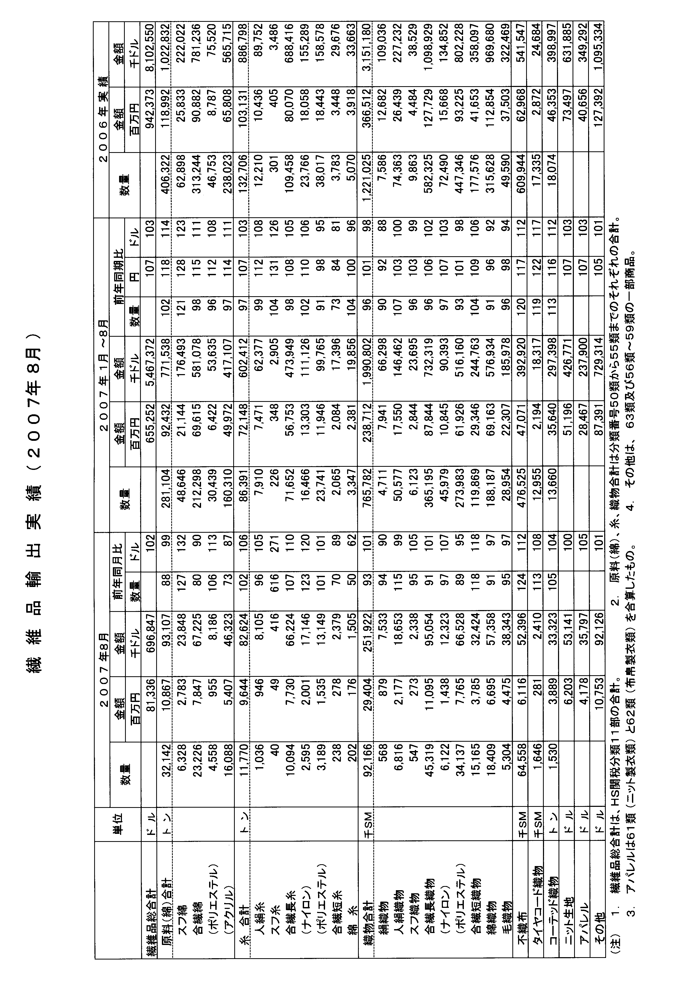 繊維品輸出実績（２００７年８月）
２００７年８月 ２００７年１月～８月 ２００６年実績
単位 数量 金額 金額 前年同月比 数量 金額 金額 前年同期比 数量 金額 金額
百万円 千ドル 数量 ドル 百万円 千ドル 数量 円 ドル 百万円 千ドル
繊維品総合計 ドル 81,336 696,847 102 655,252 5,467,372 107 103 942,373 8,102,550
原料(綿)合計 トン 32,142 10,867 93,107 88 99 281,104 92,432 771,538 102 118 114 406,322 118,992 1,022,832
スフ綿 6,328 2,783 23,848 127 132 48,646 21,144 176,493 121 128 123 62,898 25,833 222,022
合繊綿 23,226 7,847 67,225 80 90 212,298 69,615 581,078 98 115 111 313,244 90,882 781,236
(ポリエステル) 4,558 955 8,186 106 113 30,439 6,422 53,635 96 112 108 46,753 8,787 75,520
(アクリル) 16,088 5,407 46,323 73 87 160,310 49,972 417,107 97 114 111 238,023 65,808 565,715
糸　合計 トン 11,770 9,644 82,624 102 106 86,391 72,148 602,412 97 107 103 132,706 103,131 886,798
人絹糸 1,036 946 8,105 96 105 7,910 7,471 62,377 99 112 108 12,210 10,436 89,752
スフ糸 40 49 416 616 271 226 348 2,905 104 131 126 301 405 3,486
合繊長糸 10,094 7,730 66,224 107 110 71,652 56,753 473,949 98 108 105 109,458 80,070 688,416
(ナイロン) 2,595 2,001 17,146 123 120 16,466 13,303 111,126 102 110 106 23,766 18,058 155,289
(ポリエステル) 3,189 1,535 13,149 101 101 23,741 11,946 99,765 91 98 95 38,017 18,443 158,578
合繊短糸 238 278 2,379 70 89 2,065 2,084 17,396 73 84 81 3,783 3,448 29,676
綿　糸 202 176 1,505 50 62 3,347 2,381 19,856 104 100 96 5,070 3,918 33,663
織物合計 千SM 92,166 29,404 251,922 93 101 765,782 238,712 1,990,802 96 101 98 1,221,025 366,512 3,151,180
絹織物 568 879 7,533 94 90 4,711 7,941 66,298 90 92 88 7,586 12,682 109,036
人絹織物 6,816 2,177 18,653 115 99 50,577 17,550 146,462 107 103 100 74,363 26,439 227,232
スフ織物 547 273 2,338 95 105 6,123 2,844 23,695 96 103 99 9,863 4,484 38,529
合繊長織物 45,319 11,095 95,054 91 101 365,195 87,844 732,319 96 106 102 582,325 127,729 1,098,929
(ナイロン) 6,122 1,438 12,323 97 107 45,979 10,845 90,393 97 107 103 72,490 15,668 134,852
(ポリエステル) 34,137 7,765 66,528 89 95 273,983 61,926 516,160 93 101 98 447,346 93,225 802,228
合繊短織物 15,165 3,785 32,424 118 118 119,869 29,346 244,763 104 109 106 177,576 41,653 358,097
綿織物 18,409 6,695 57,358 91 97 188,187 69,163 576,934 91 96 92 315,628 112,854 969,680
毛織物 5,304 4,475 38,343 95 97 28,954 22,307 185,978 96 98 94 49,590 37,503 322,469
不織布 千SM 64,558 6,116 52,396 124 112 476,525 47,071 392,920 120 117 112 609,944 62,968 541,547
タイヤコード織物 千SM 1,646 281 2,410 113 108 12,955 2,194 18,317 119 122 117 17,335 2,872 24,684
コーテッド織物 トン 1,530 3,889 33,323 105 104 13,660 35,640 297,398 113 116 112 18,074 46,353 398,997
ニット生地 ドル 6,203 53,141 100 51,196 426,771 107 103 73,497 631,885
アパレル ドル 4,178 35,797 105 28,467 237,900 107 103 40,656 349,292
その他 ドル 10,753 92,126 101 87,391 729,314 105 101 127,392 1,095,334
（注）　１．　繊維品総合計は、HS関税分類11部の合計。　２．　原料(綿)、糸、織物合計は分類番号50類から55類までのそれぞれの合計。
３．　アパレルは61類（ニット製衣類）と62類（布帛製衣類）を合算したもの。　４．　その他は、63類及び56類～59類の一部商品。